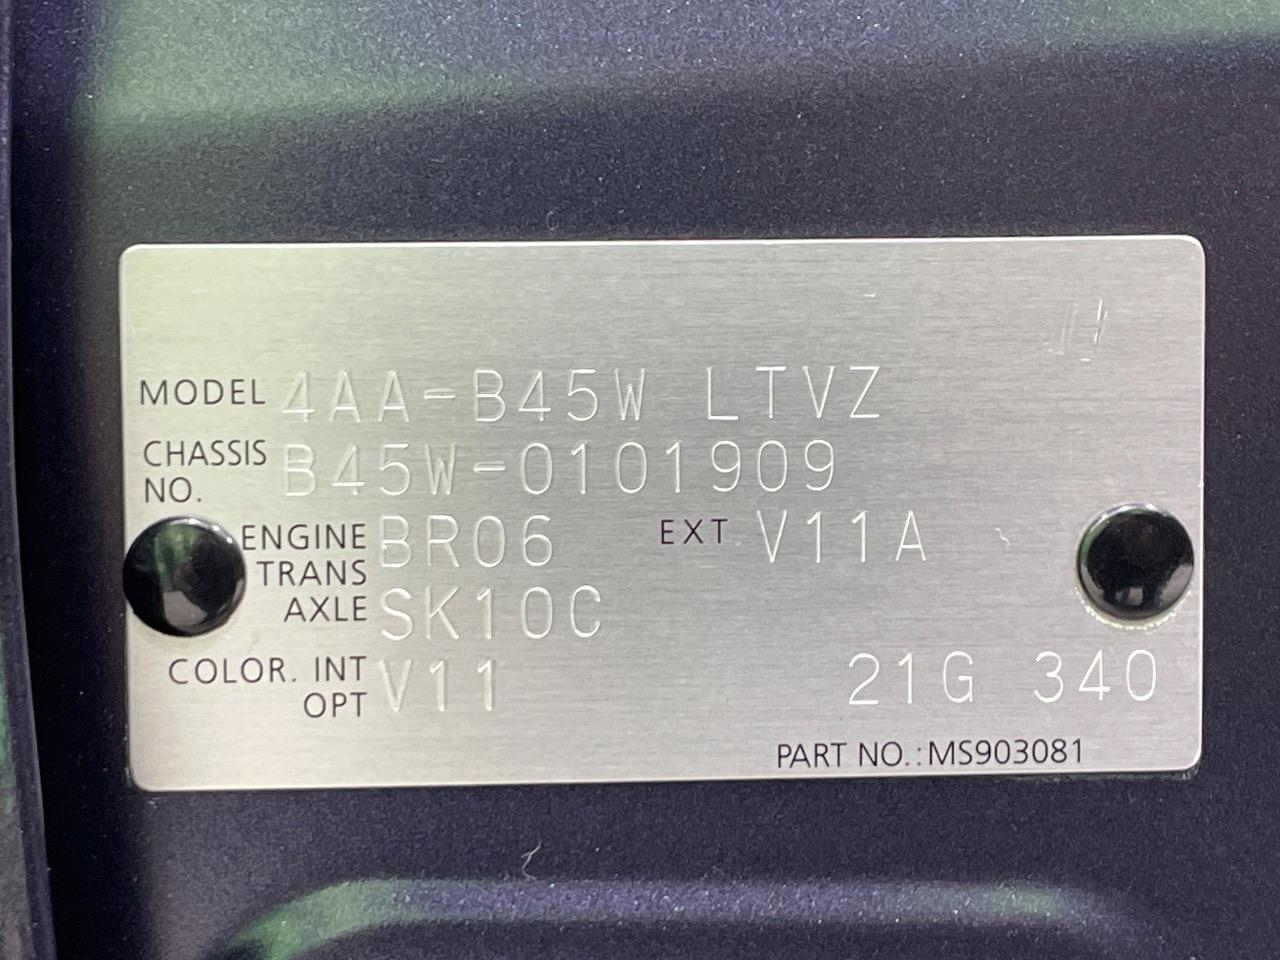 MODEL 4AA-B45W LTVZ
CHASSIS NO. B45W-0101909
ENGINE BR06 EXT V11A
TRANS AXLE SK10C
COLOR. INT V11
OPT 21G 340
PART NO.:MS903081